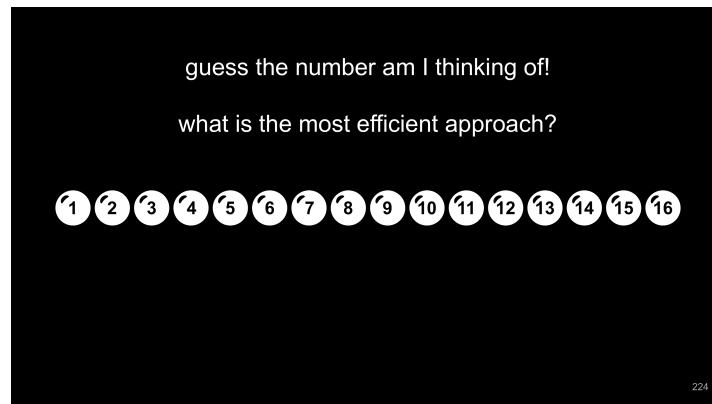 guess the number am I thinking of!
what is the most efficient approach?
1 2 3 4 5 6 7 8 9 10 11 12 13 14 15 16
224